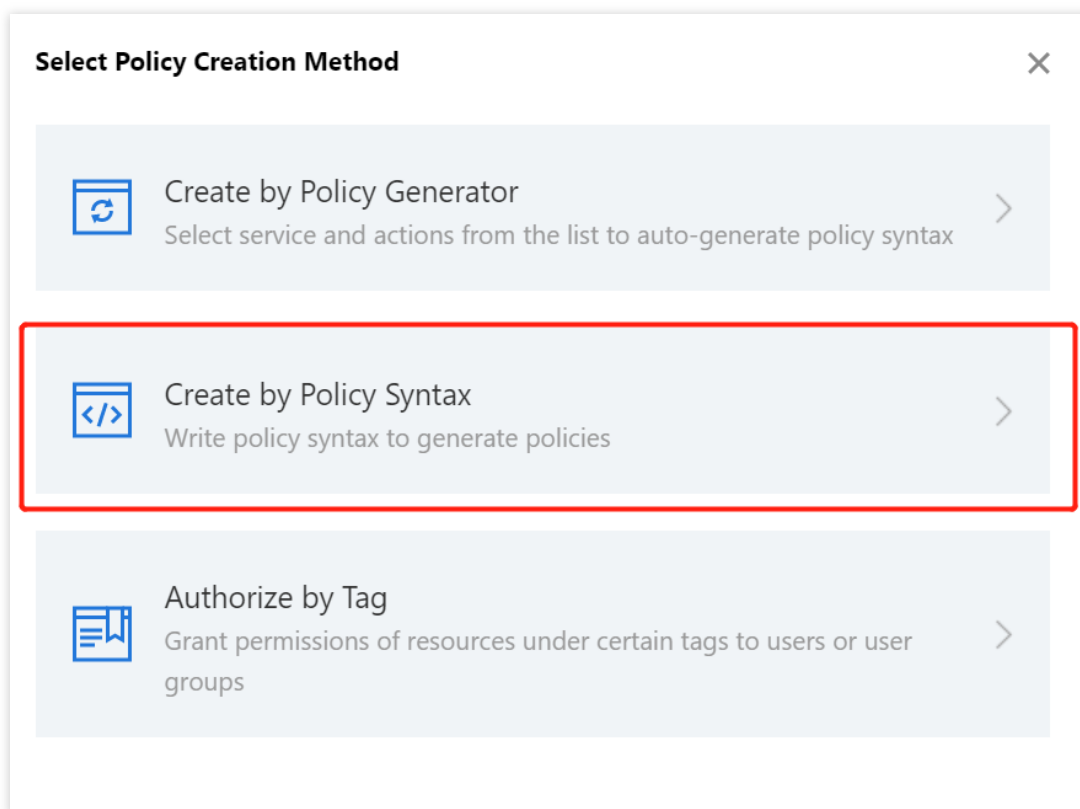 Select Policy Creation Method
Create by Policy Generator
Select service and actions from the list to auto-generate policy syntax
Create by Policy Syntax
Write policy syntax to generate policies
Authorize by Tag
Grant permissions of resources under certain tags to users or user
groups